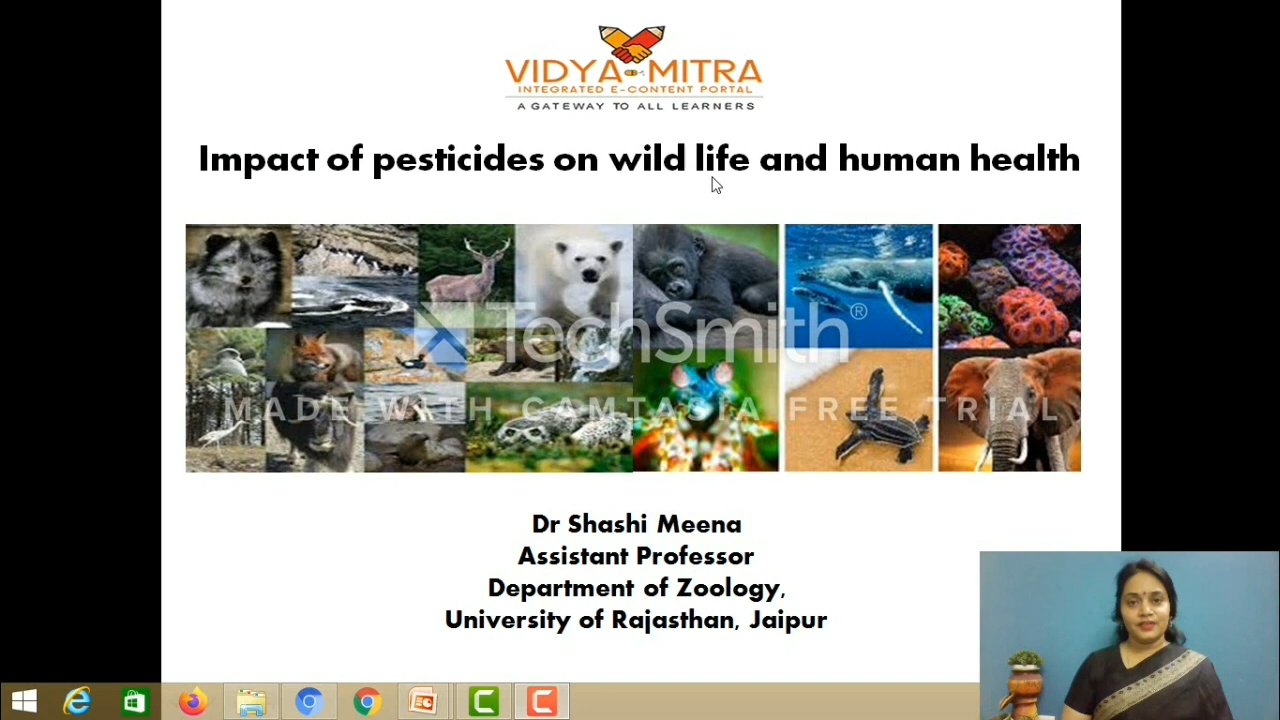 VIDYA-MITRA
INTEGRATED E-CONTENT PORTAL
A GATEWAY TO ALL LEARNERS
Impact of pesticides on wild life and human health
TechSmith®
MADE WITH CAMTASIA FREE TRIAL
Dr Shashi Meena
Assistant Professor
Department of Zoology,
University of Rajasthan, Jaipur